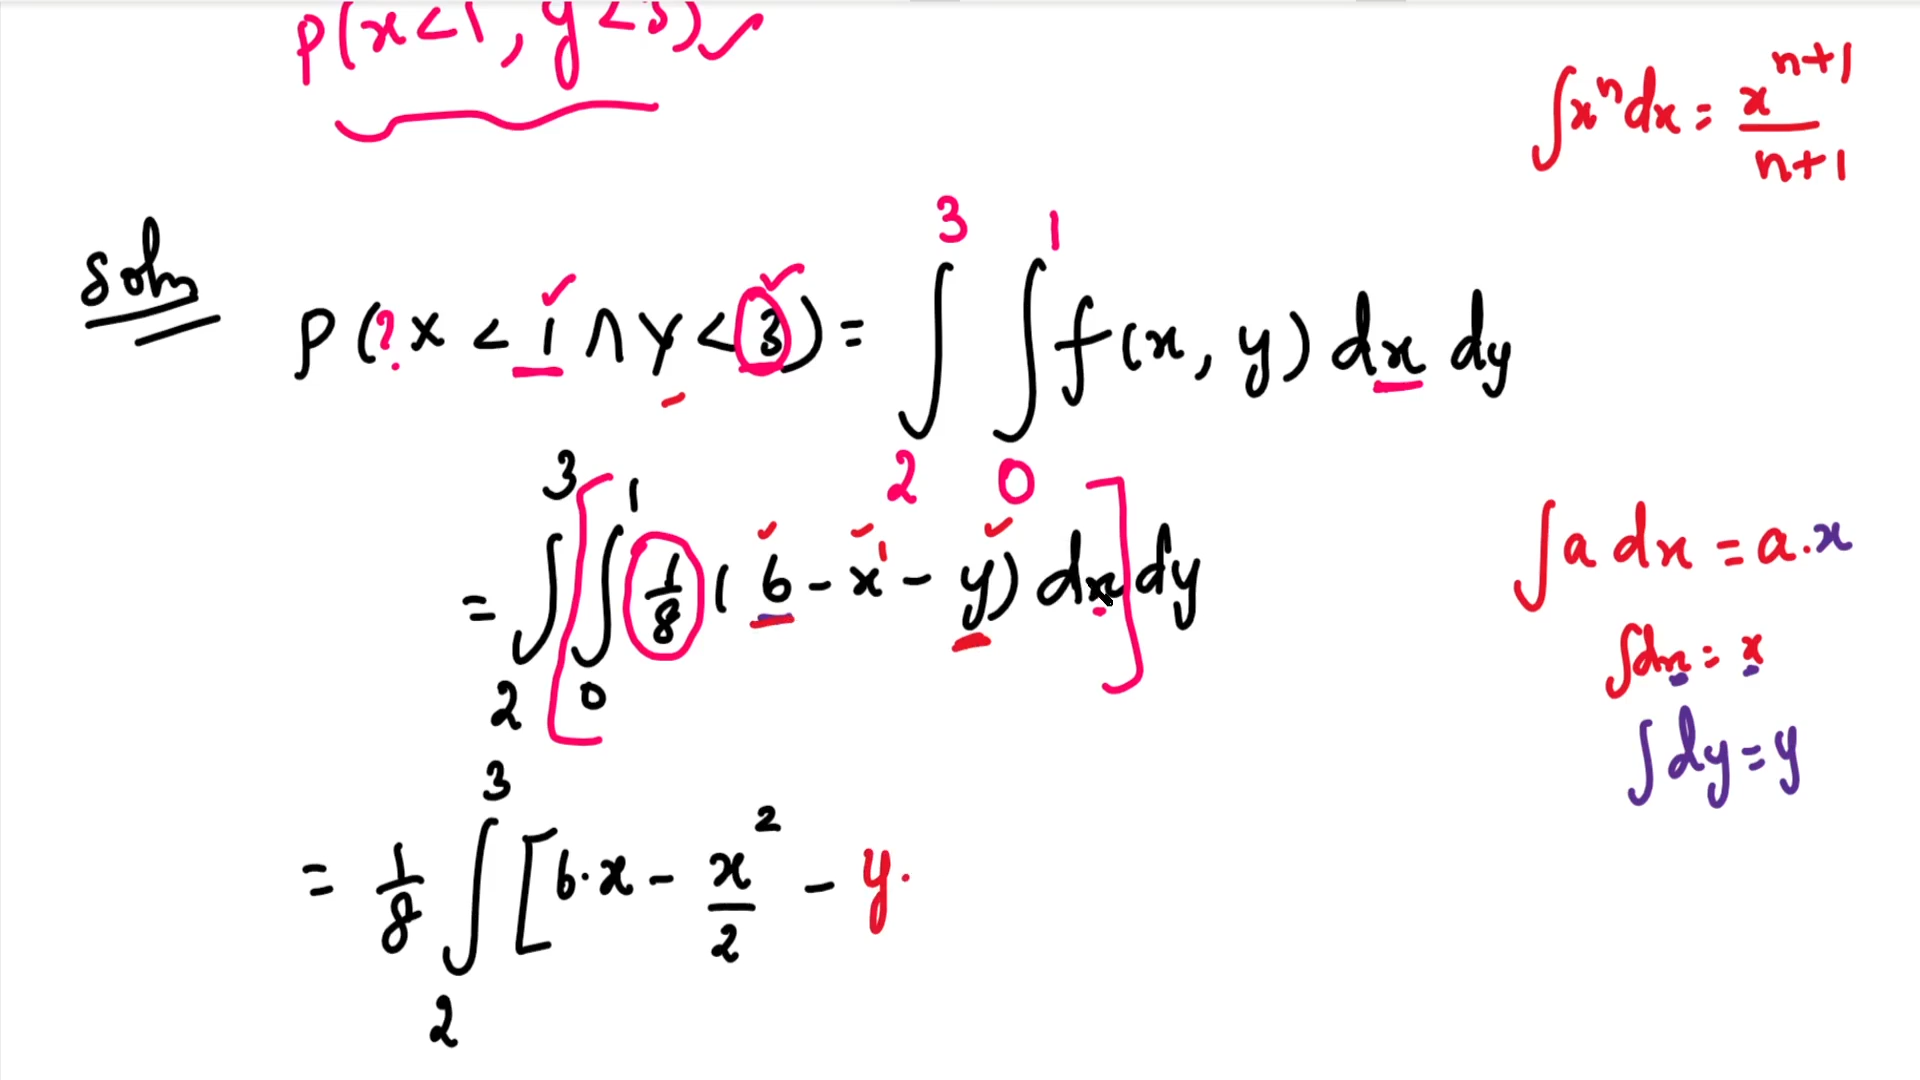 P(x<1, y<3)
∫xⁿdx = xⁿ⁺¹/n+1
Soln
P(? X < 1 ∩ Y < 3) = ∫₂³ ∫₀¹ f(x, y) dx dy
= ∫₂³ [∫₀¹ 1/8 (6 - x¹ - y) dx] dy
∫a dx = a.x
∫dx = x
∫dy = y
= 1/8 ∫₂³ [6·x - x²/2 - y·